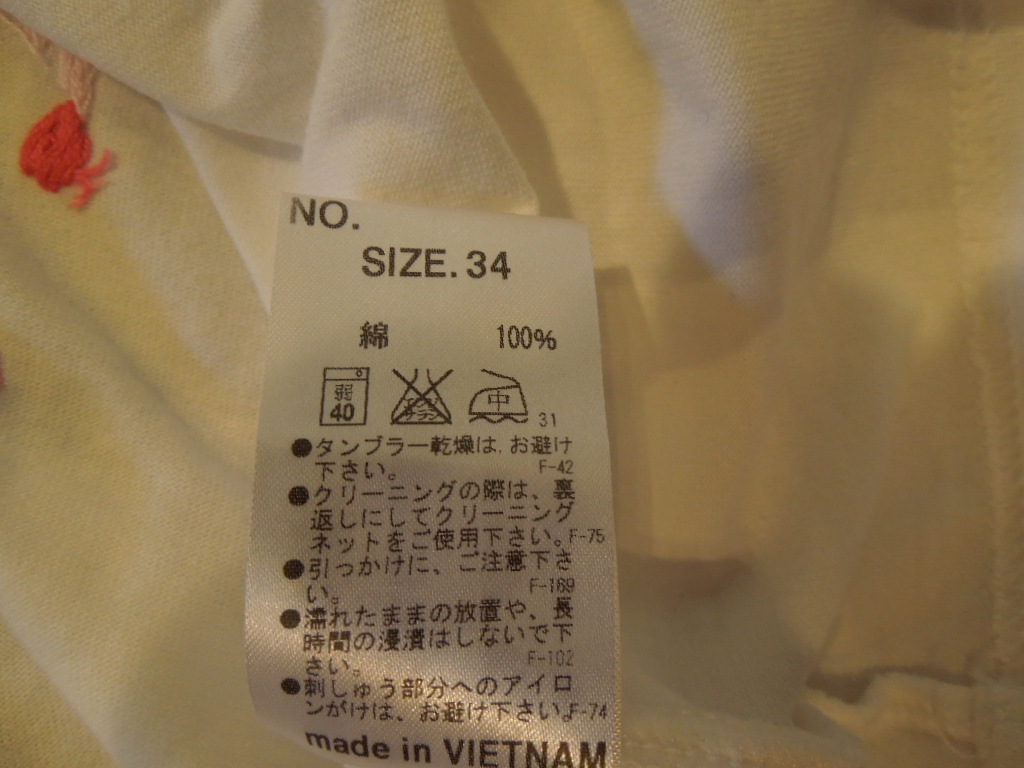 NO.
SIZE. 34
綿 100%
弱 40 中 31
●タンブラー乾燥は、お避け
下さい。 F-42
●クリーニングの際は、裏
返しにしてクリーニング
ネットをご使用下さい。F-75
●引っかけに、ご注意下さ
い。 F-169
●濡れたままの放置や、長
時間の浸漬はしないで下
さい。 F-102
●刺しゅう部分へのアイロ
ンがけは、お避け下さい。F-74
made in VIETNAM